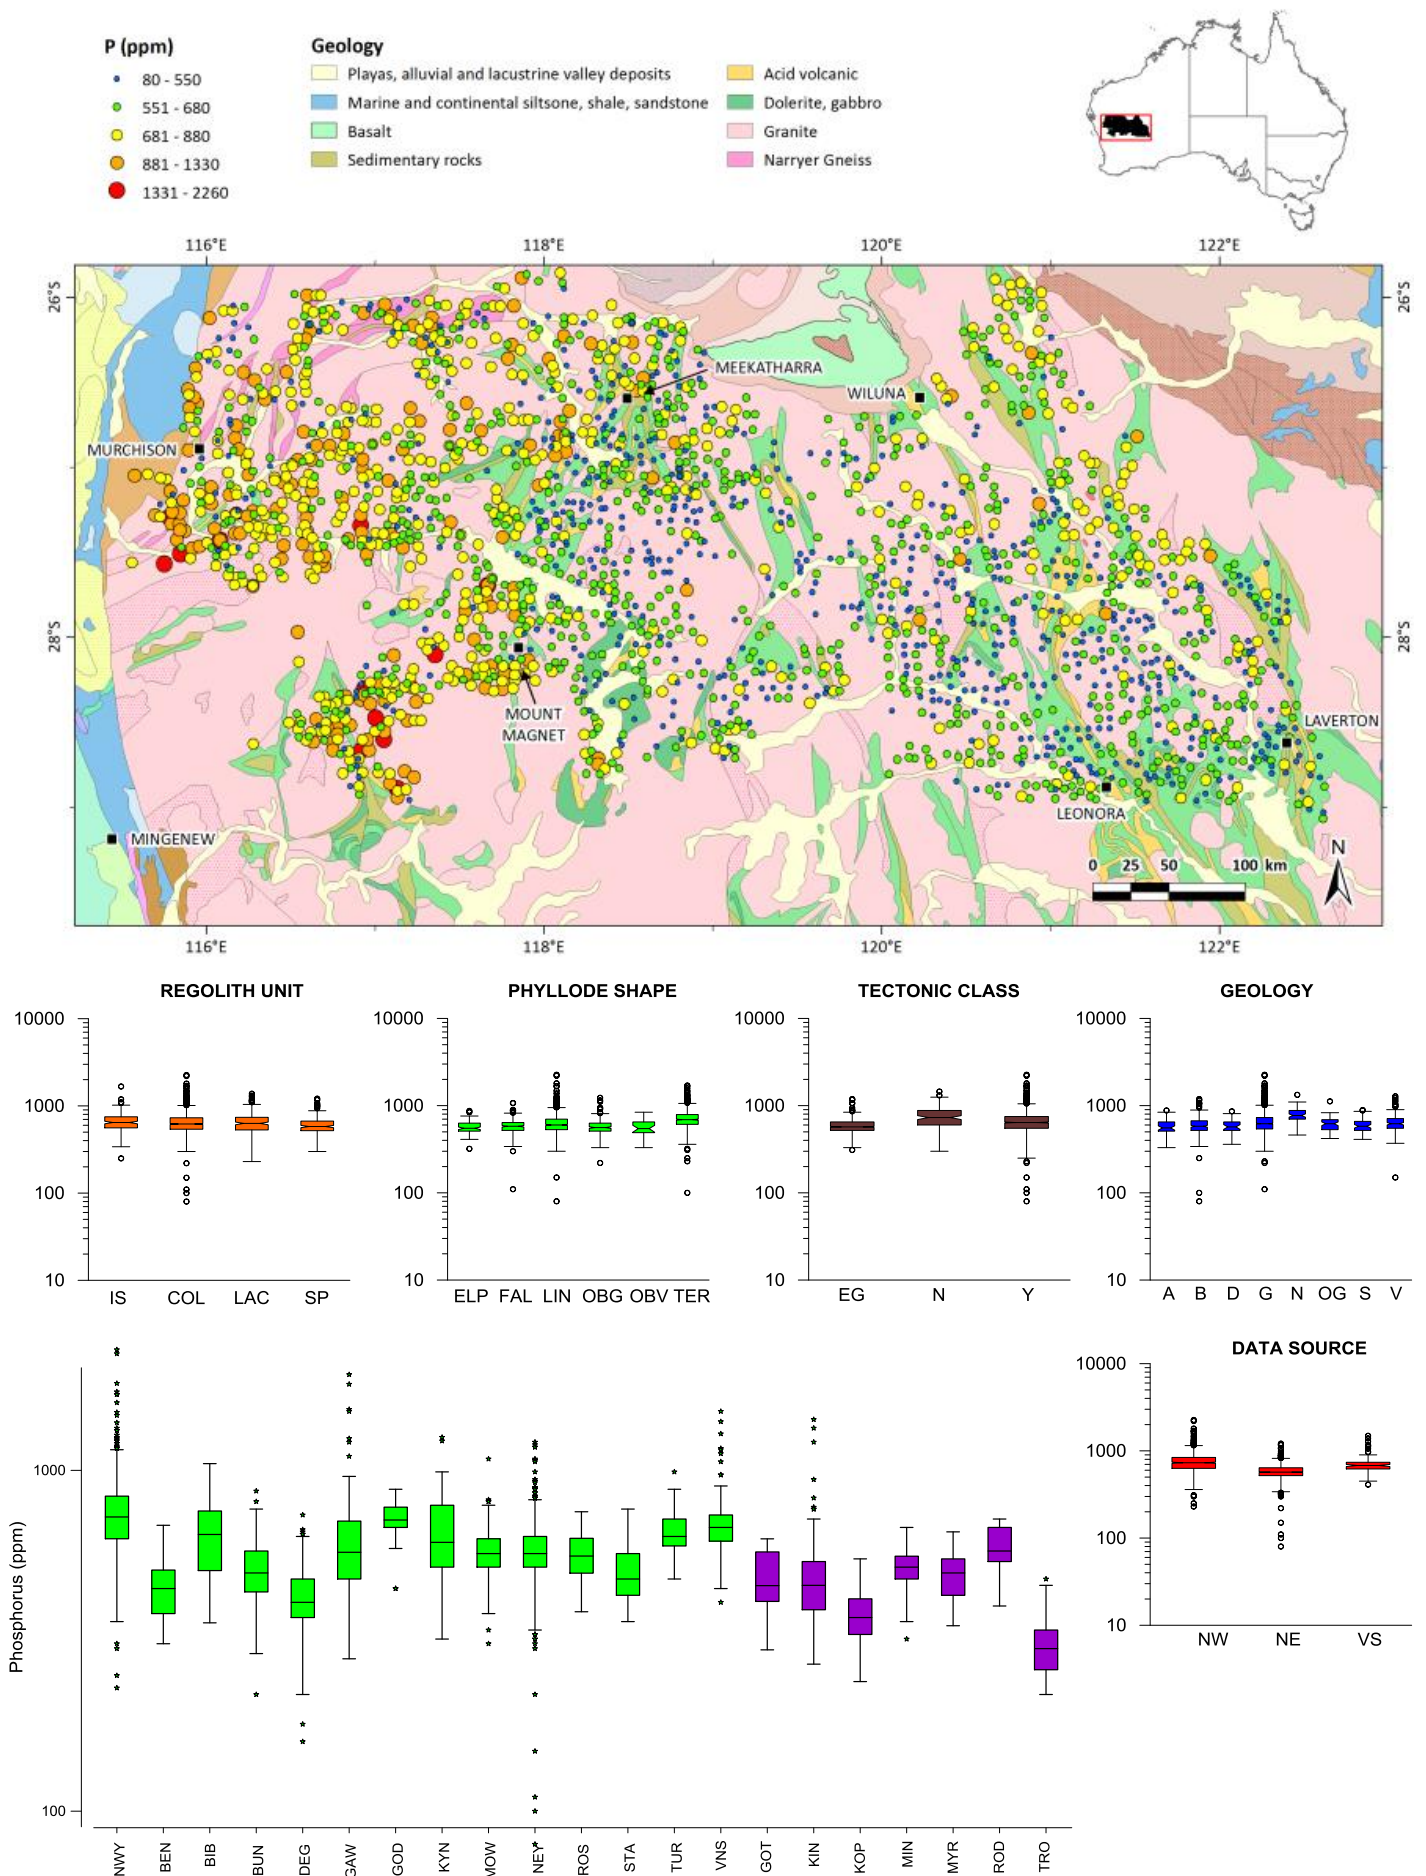 P (ppm)
80 - 550
551 - 680
681 - 880
881 - 1330
1331 - 2260
Geology
Playas, alluvial and lacustrine valley deposits
Marine and continental siltsone, shale, sandstone
Basalt
Sedimentary rocks
Acid volcanic
Dolerite, gabbro
Granite
Narryer Gneiss
116°E 118°E 120°E 122°E
26°S 26°S
MEEKATHARRA
WILUNA
MURCHISON
28°S 28°S
MOUNT
MAGNET
LAVERTON
LEONORA
MINGENEW
N
0 25 50 100 km
116°E 118°E 120°E 122°E
REGOLITH UNIT
10000
1000
100
10
IS COL LAC SP
PHYLLODE SHAPE
10000
1000
100
10
ELP FAL LIN OBG OBV TER
TECTONIC CLASS
10000
1000
100
10
EG N Y
GEOLOGY
10000
1000
100
10
A B D G N OG S V
Phosphorus (ppm)
1000
100
NWY BEN BIB BUN DEG GAW GOD KYN MOW NEY ROS STA TUR VNS GOT KIN KOP MIN MYR ROD TRO
DATA SOURCE
10000
1000
100
10
NW NE VS